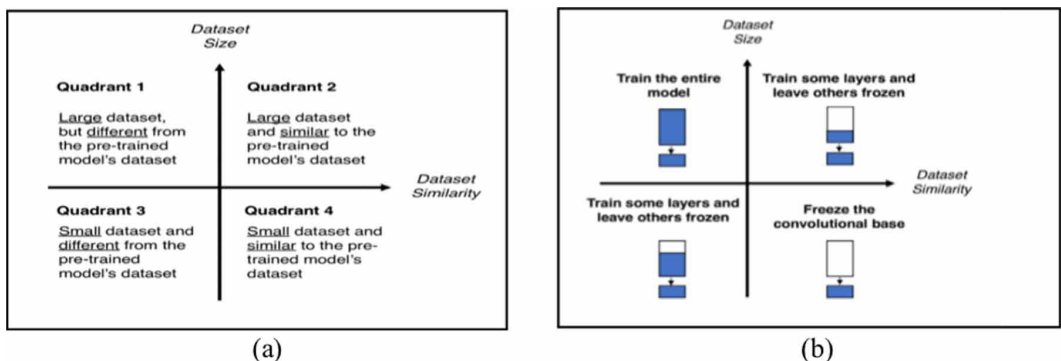 Dataset
Size
Quadrant 1
Large dataset,
but different from
the pre-trained
model's dataset
Quadrant 2
Large dataset
and similar to the
pre-trained
model's dataset
Dataset
Similarity
Quadrant 3
Small dataset and
different from the
pre-trained
model's dataset
Quadrant 4
Small dataset and
similar to the pre-
trained model's
dataset
(a)
Dataset
Size
Train the entire
model
Train some layers and
leave others frozen
Dataset
Similarity
Train some layers and
leave others frozen
Freeze the
convolutional base
(b)